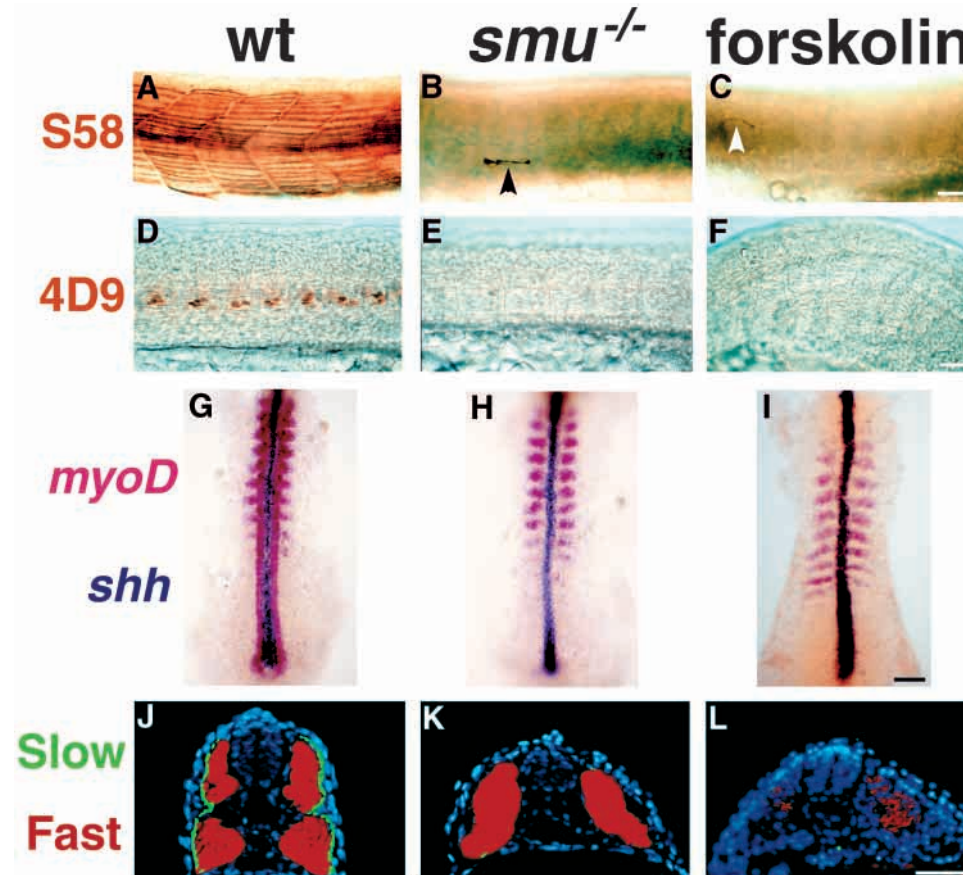 wt smu-/- forskolin
S58 A B C
4D9 D E F
G H I
myoD
shh
J K L
Slow
Fast